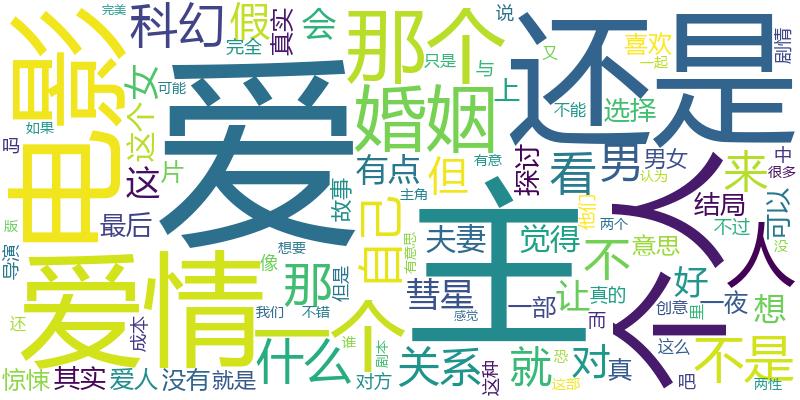 完美
电影
科幻
假
真实
会
那个
说
还是
喜欢
一起
剧情
女
完全
只是
与
又
吗
如果
这个
可能
爱
婚姻
上
不能
选择
这
片
有点
但
有意
探讨
看
男
男女
认为
来
中
很多
版
导演
最后
故事
主角
自己
主
个人
他们
两个
结局
可以
人
夫妻
觉得
不
意思
不过
没
想要
有意思
但是
那
像
爱情
还
我们
不错
一个
彗星
感觉
一部
让
真的
创意
好
里
一夜
想
而
成本
谁
剧本
什么
关系
这种
就
恐
对
真
这么
不是
惊悚
其实
爱人
没有
就是
对方
这部
吧
两性